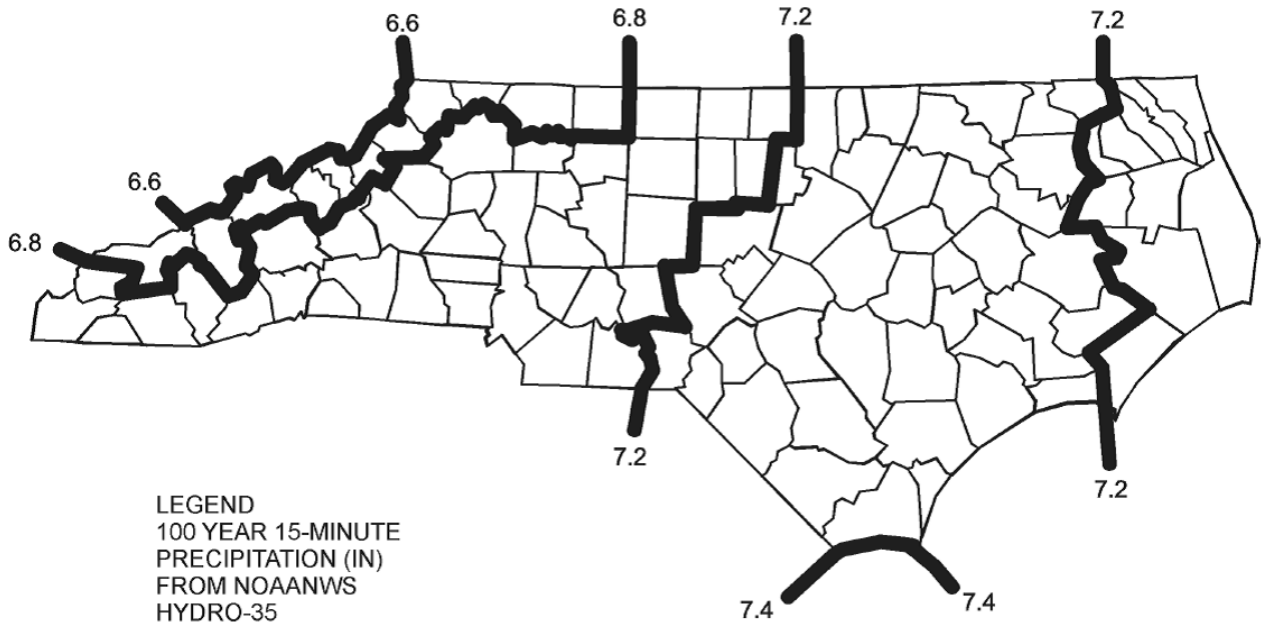 6.6
6.8
7.2
7.2
6.6
6.8
7.2
7.2
7.4
7.4
LEGEND
100 YEAR 15-MINUTE
PRECIPITATION (IN)
FROM NOAANWS
HYDRO-35